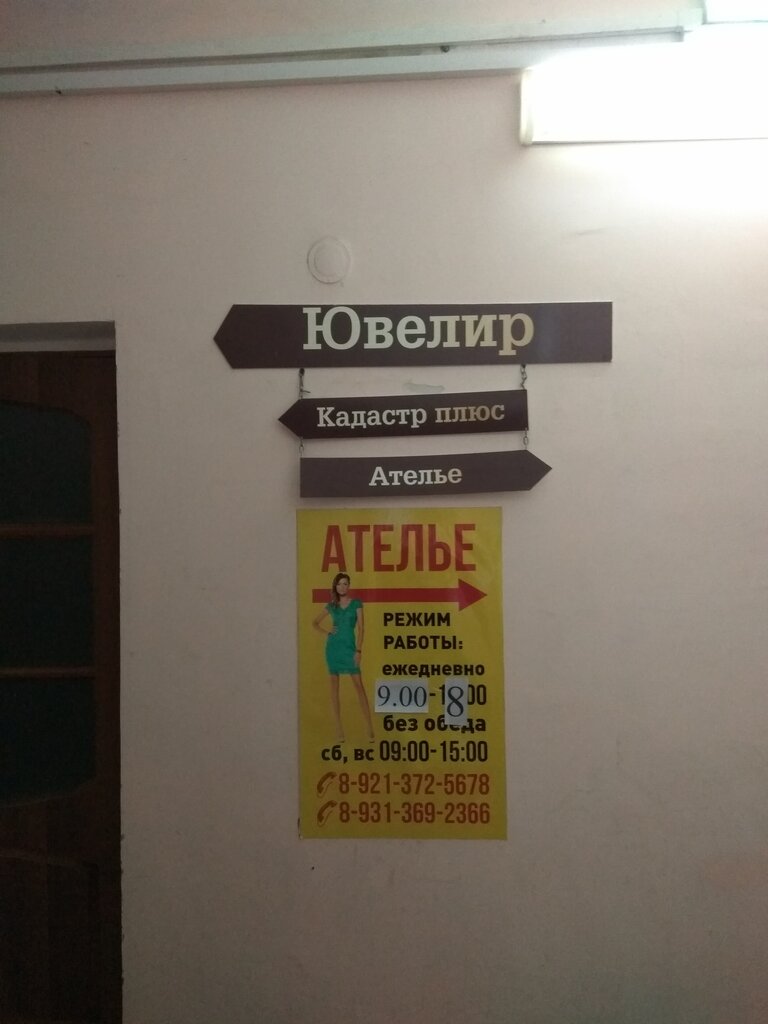 Ювелир
Кадастр плюс
Ателье
АТЕЛЬЕ
РЕЖИМ
РАБОТЫ:
ежедневно
9.00-18:00
без обеда
сб, вс 09:00-15:00
8-921-372-5678
8-931-369-2366